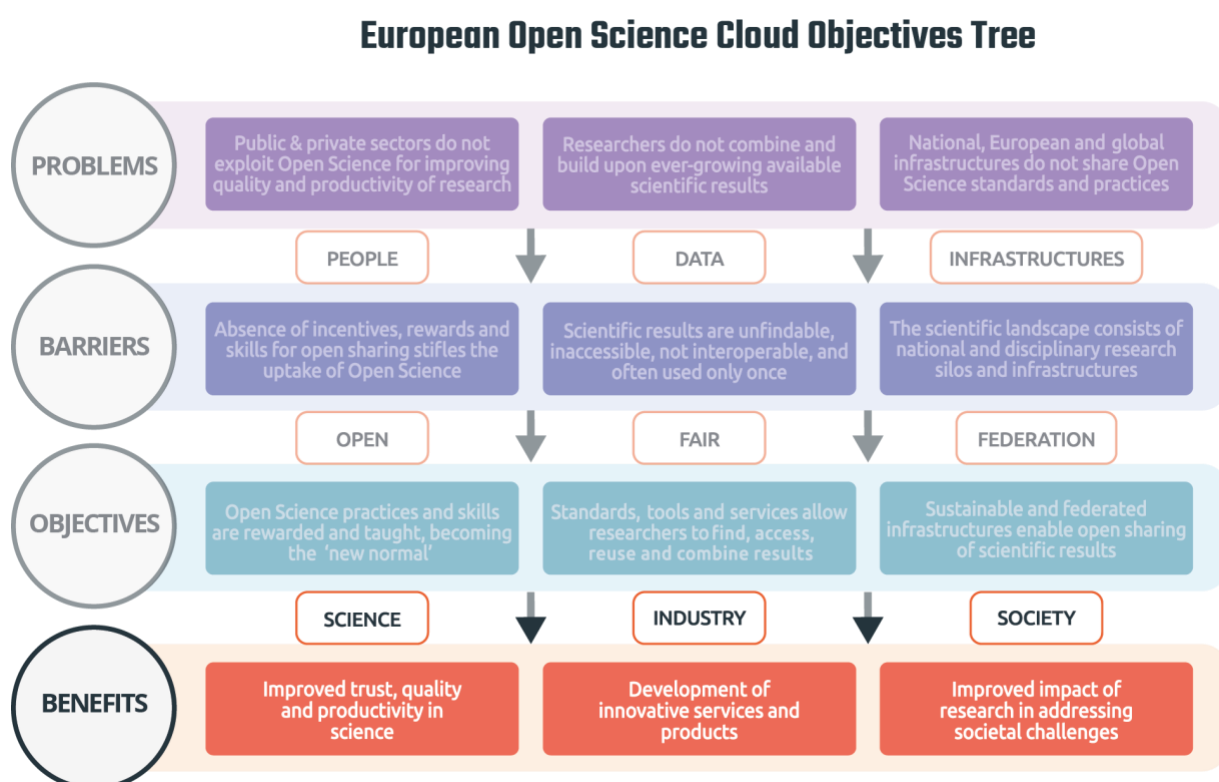 European Open Science Cloud Objectives Tree
PROBLEMS
Public & private sectors do not
exploit Open Science for improving
quality and productivity of research
Researchers do not combine and
build upon ever-growing available
scientific results
National, European and global
infrastructures do not share Open
Science standards and practices
PEOPLE
DATA
INFRASTRUCTURES
BARRIERS
Absence of incentives, rewards and
skills for open sharing stifles the
uptake of Open Science
Scientific results are unfindable,
inaccessible, not interoperable, and
often used only once
The scientific landscape consists of
national and disciplinary research
silos and infrastructures
OPEN
FAIR
FEDERATION
OBJECTIVES
Open Science practices and skills
are rewarded and taught, becoming
the 'new normal'
Standards, tools and services allow
researchers to find, access,
reuse and combine results
Sustainable and federated
infrastructures enable open sharing
of scientific results
SCIENCE
INDUSTRY
SOCIETY
BENEFITS
Improved trust, quality
and productivity in
science
Development of
innovative services and
products
Improved impact of
research in addressing
societal challenges